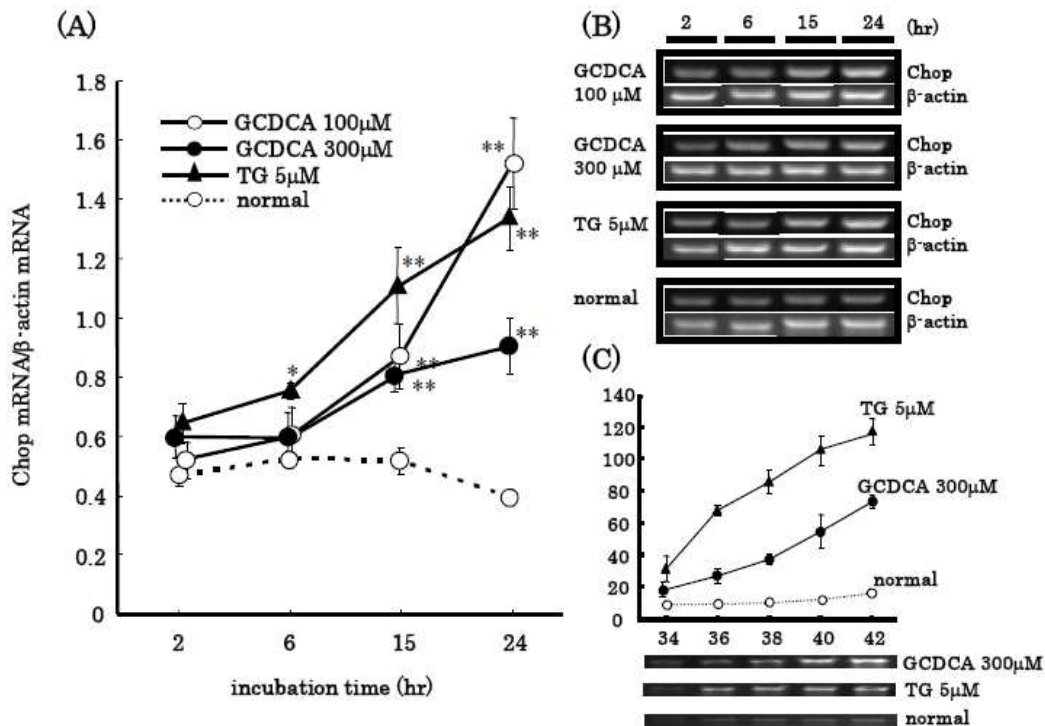 (A)
1.8
1.6
1.4
1.2
1.0
0.8
0.6
0.4
0.2
0
Chop mRNA/β-actin mRNA
GCDCA 100μM
GCDCA 300μM
TG 5μM
normal
**
**
**
*
**
**
**
2 6 15 24
incubation time (hr)
(B)
2 6 15 24 (hr)
GCDCA Chop
100 μM β-actin
GCDCA Chop
300 μM β-actin
TG 5μM Chop
β-actin
normal Chop
β-actin
(C)
140
120
100
80
60
40
20
0
TG 5μM
GCDCA 300μM
normal
34 36 38 40 42
GCDCA 300μM
TG 5μM
normal